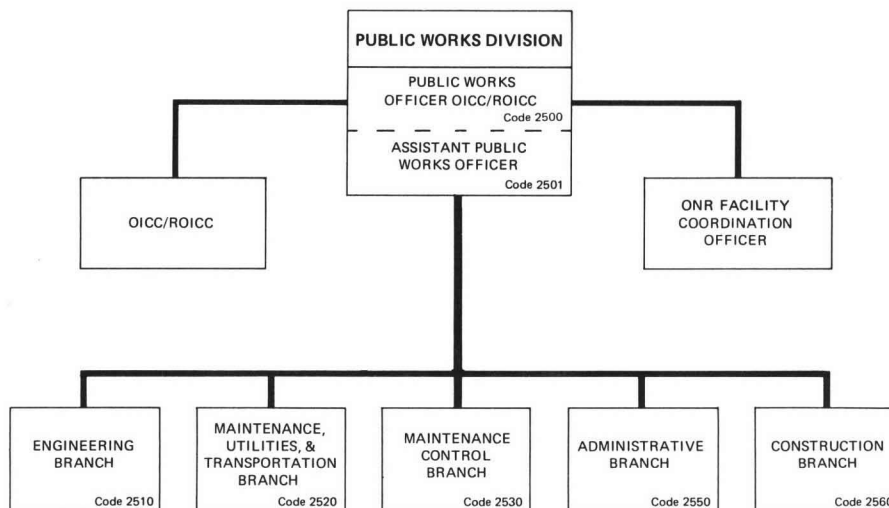 PUBLIC WORKS DIVISION
PUBLIC WORKS
OFFICER OICC/ROICC
Code 2500
ASSISTANT PUBLIC
WORKS OFFICER
Code 2501
OICC/ROICC
ONR FACILITY
COORDINATION
OFFICER
ENGINEERING
BRANCH
Code 2510
MAINTENANCE,
UTILITIES, &
TRANSPORTATION
BRANCH
Code 2520
MAINTENANCE
CONTROL
BRANCH
Code 2530
ADMINISTRATIVE
BRANCH
Code 2550
CONSTRUCTION
BRANCH
Code 2560